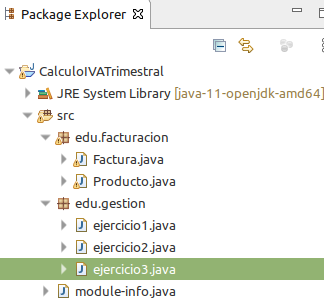 Package Explorer
CalculoIVATrimestral
JRE System Library [java-11-openjdk-amd64]
src
edu.facturacion
Factura.java
Producto.java
edu.gestion
ejercicio1.java
ejercicio2.java
ejercicio3.java
module-info.java